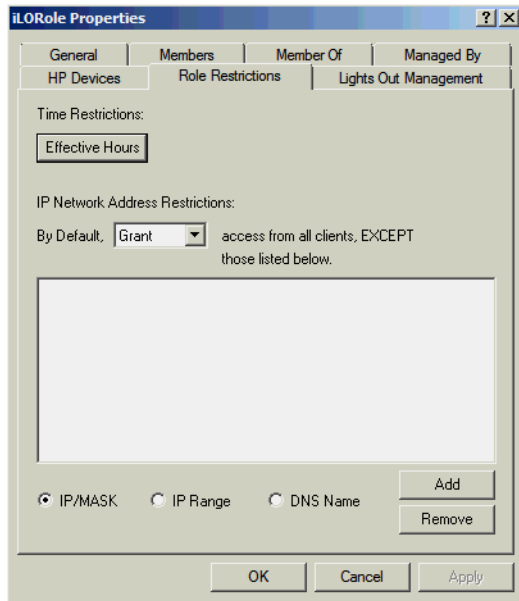 iLORole Properties
General Members Member Of Managed By
HP Devices Role Restrictions Lights Out Management
Time Restrictions:
Effective Hours
IP Network Address Restrictions:
By Default, Grant access from all clients, EXCEPT
those listed below.
Add
IP/MASK IP Range DNS Name
Remove
OK Cancel Apply